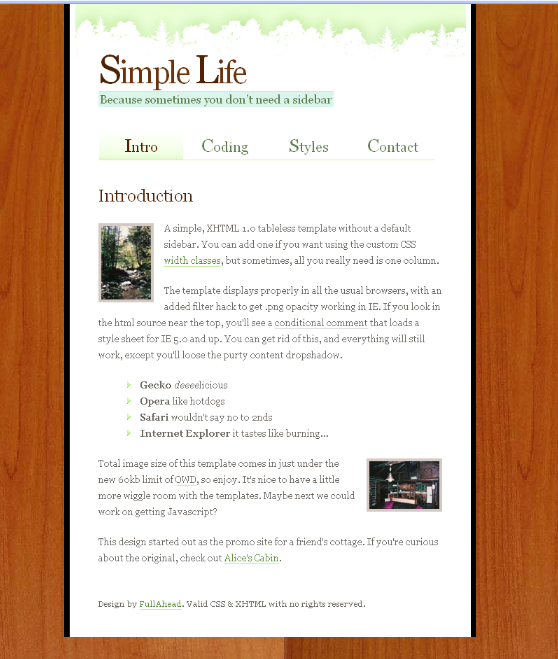 Simple Life
Because sometimes you don't need a sidebar
Intro
Coding
Styles
Contact
Introduction
A simple, XHTML 1.0 tableless template without a default
sidebar. You can add one if you want using the custom CSS
width classes, but sometimes, all you really need is one column.
The template displays properly in all the usual browsers, with an
added filter hack to get .png opacity working in IE. If you look in
the html source near the top, you'll see a conditional comment that loads a
style sheet for IE 5.0 and up. You can get rid of this, and everything will still
work, except you'll loose the purty content dropshadow.
Gecko deeeelicious
Opera like hotdogs
Safari wouldn't say no to 2nds
Internet Explorer it tastes like burning...
Total image size of this template comes in just under the
new 60kb limit of OWD, so enjoy. It's nice to have a little
more wiggle room with the templates. Maybe next we could
work on getting Javascript?
This design started out as the promo site for a friend's cottage. If you're curious
about the original, check out Alice's Cabin.
Design by FullAhead. Valid CSS & XHTML with no rights reserved.